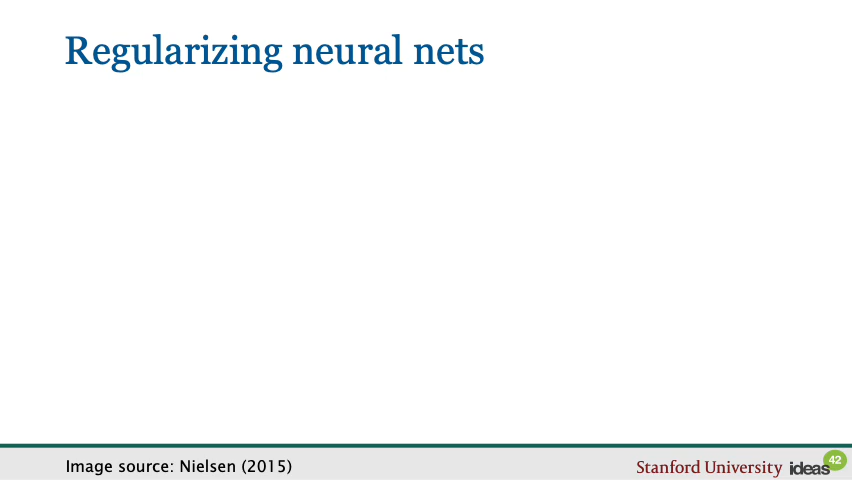 Regularizing neural nets
Image source: Nielsen (2015)
Stanford University ideas 42